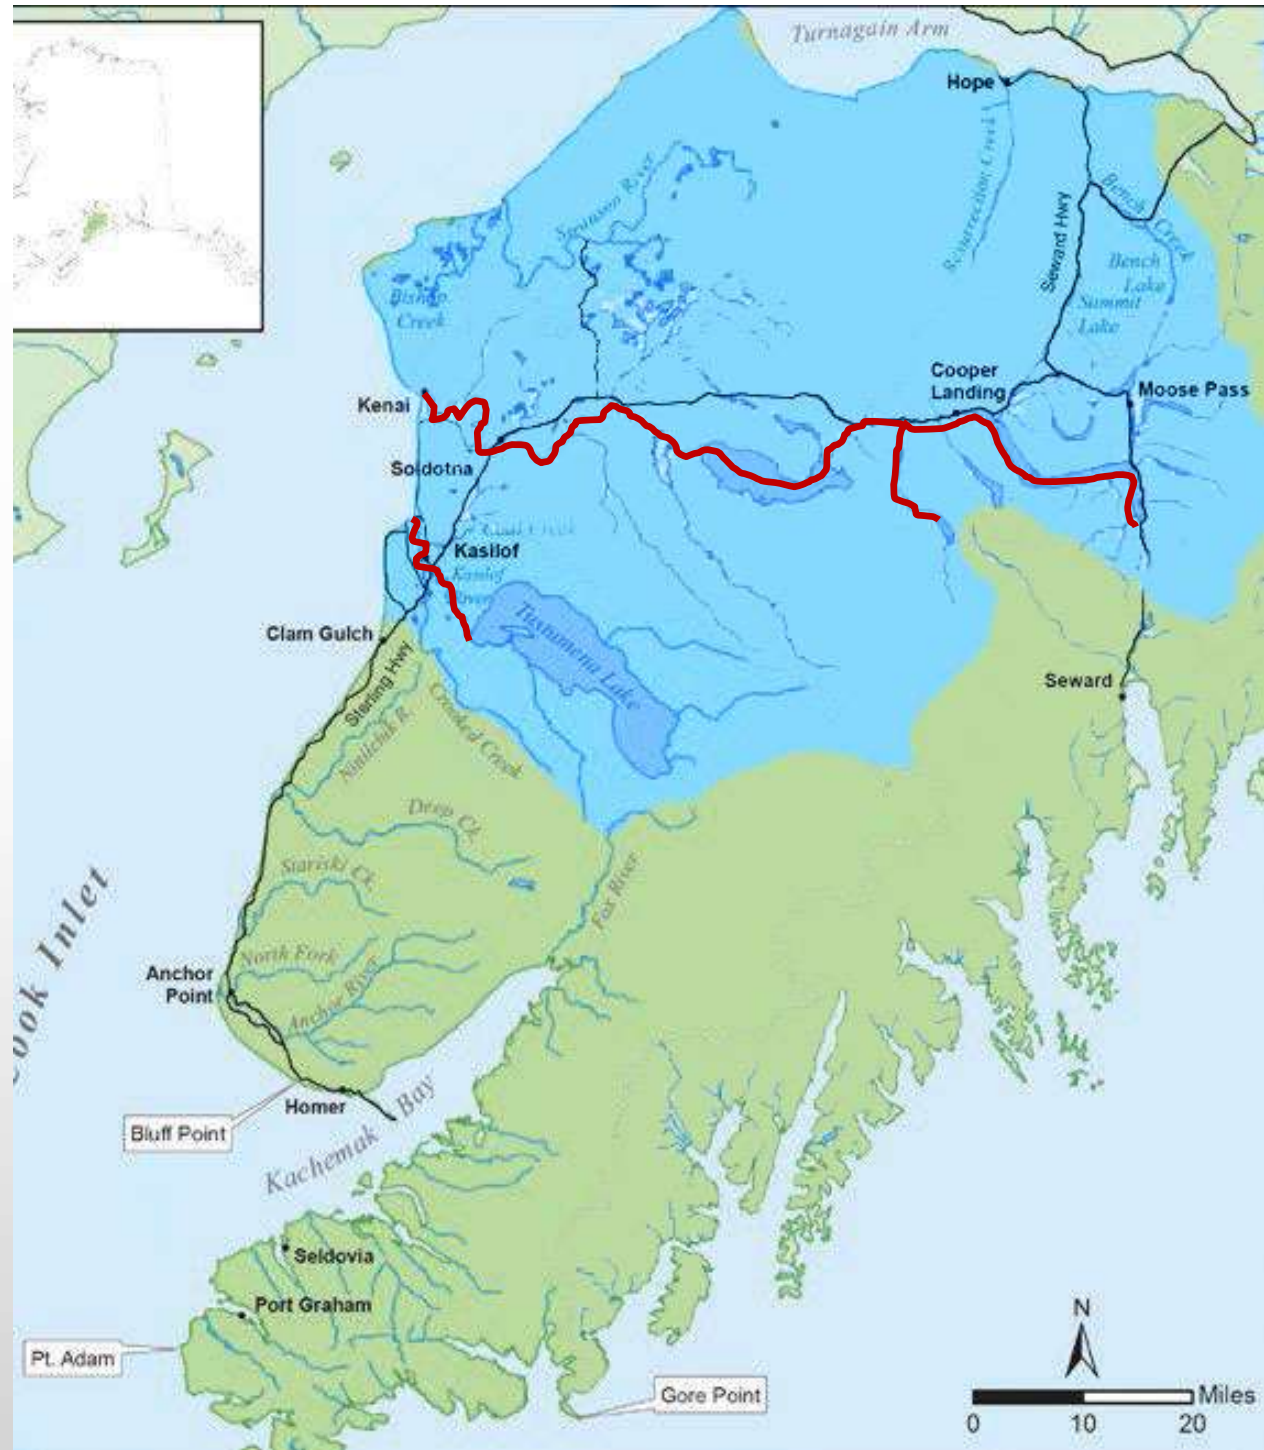 Turnagain Arm
Hope
Resurrection Creek
Swanson River
Bench Creek
Seward Hwy
Bench
Lake
Summit
Lake
Bishop
Creek
Cooper
Landing
Moose Pass
Kenai
Soldotna
Kasilof
Kasilof
River
Clam Gulch
Tustumena Lake
Sterling Hwy
Seward
Ninilchik R.
Crooked Creek
Deep Ck.
Stariski Ck.
Fox River
Cook Inlet
North Fork
Anchor
Point
Anchor River
Homer
Bluff Point
Kachemak Bay
Seldovia
Port Graham
Pt. Adam
Gore Point
N
Miles
0 10 20